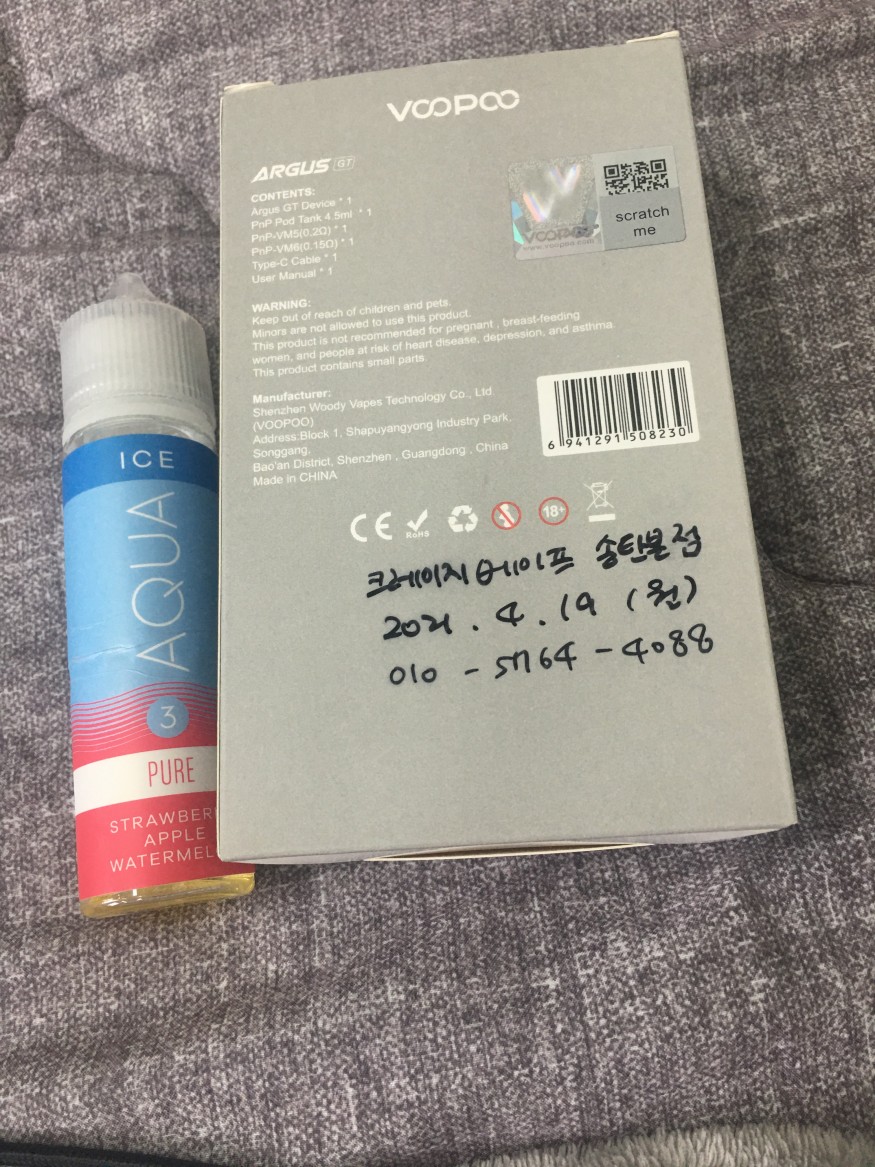 VOOPOO
ARGUS GT
CONTENTS:
Argus GT Device * 1
PnP Pod Tank 4.5ml * 1
PnP-VM5(0.2Ω) * 1
PnP-VM6(0.15Ω) * 1
Type-C Cable * 1
User Manual * 1
VOOPOO
www.voopoo.com
scratch
me
WARNING:
Keep out of reach of children and pets.
Minors are not allowed to use this product.
This product is not recommended for pregnant , breast-feeding
women, and people at risk of heart disease, depression, and asthma.
This product contains small parts.
Manufacturer:
Shenzhen Woody Vapes Technology Co., Ltd.
(VOOPOO)
Address:Block 1, Shapuyangyong Industry Park,
Songgang,
Bao'an District, Shenzhen , Guangdong , China
Made in CHINA
6 941291 508230
CE
RoHS
18+
크레이지 베이프 송탄본점
2021 . 4 . 19 (월)
010 - 5764 - 4088
ICE
AQUA
3
PURE
STRAWBER
APPLE
WATERMEL